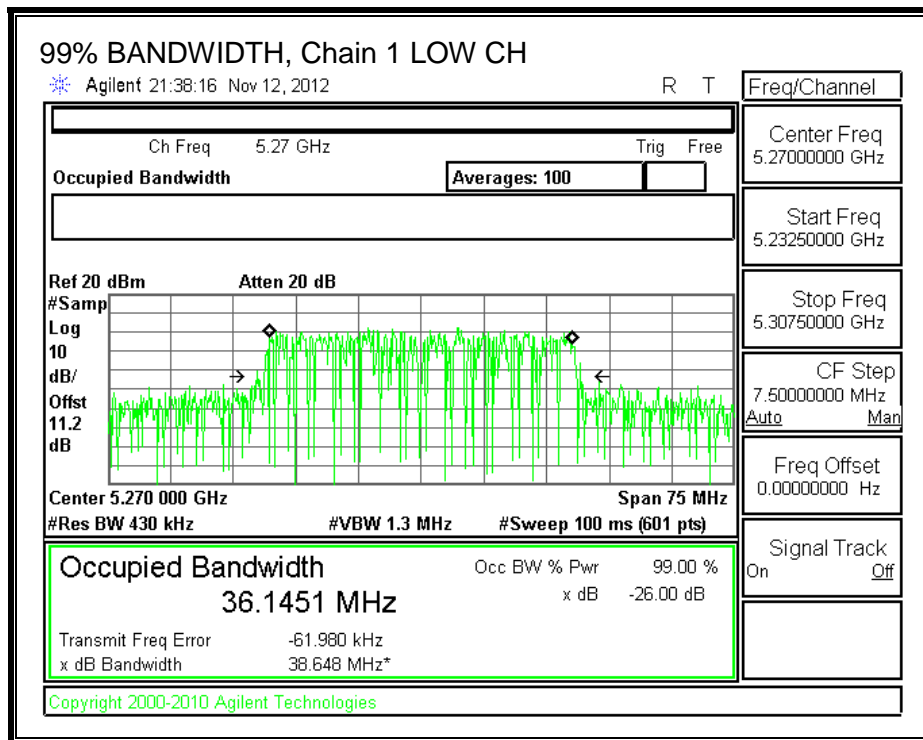 99% BANDWIDTH, Chain 1 LOW CH
Agilent 21:38:16 Nov 12, 2012 R T
Freq/Channel
Ch Freq 5.27 GHz Trig Free
Occupied Bandwidth Averages: 100
Center Freq
5.27000000 GHz
Start Freq
5.23250000 GHz
Stop Freq
5.30750000 GHz
CF Step
7.50000000 MHz
Auto Man
Freq Offset
0.00000000 Hz
Signal Track
On Off
Ref 20 dBm Atten 20 dB
#Samp
Log
10
dB/
Offst
11.2
dB
Center 5.270 000 GHz Span 75 MHz
#Res BW 430 kHz #VBW 1.3 MHz #Sweep 100 ms (601 pts)
Occupied Bandwidth Occ BW % Pwr 99.00 %
36.1451 MHz x dB -26.00 dB
Transmit Freq Error -61.980 kHz
x dB Bandwidth 38.648 MHz*
Copyright 2000-2010 Agilent Technologies